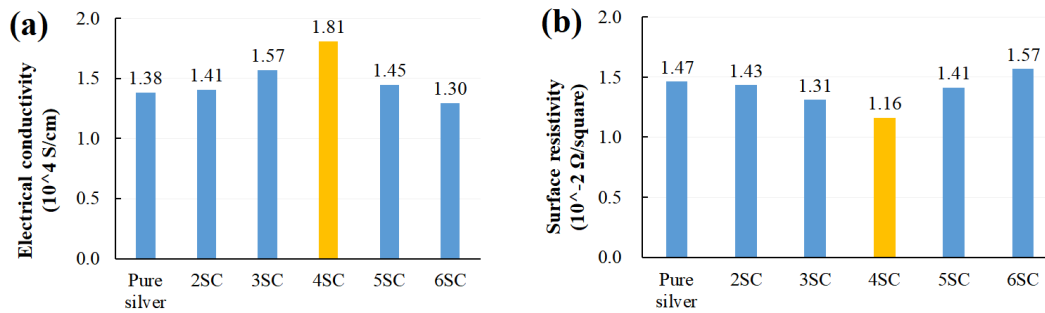 (a)
Electrical conductivity
(10^4 S/cm)
2.0
1.5
1.0
0.5
0.0
1.38
1.41
1.57
1.81
1.45
1.30
Pure
silver
2SC
3SC
4SC
5SC
6SC
(b)
Surface resistivity
(10^-2 Ω/square)
2.0
1.5
1.0
0.5
0.0
1.47
1.43
1.31
1.16
1.41
1.57
Pure
silver
2SC
3SC
4SC
5SC
6SC